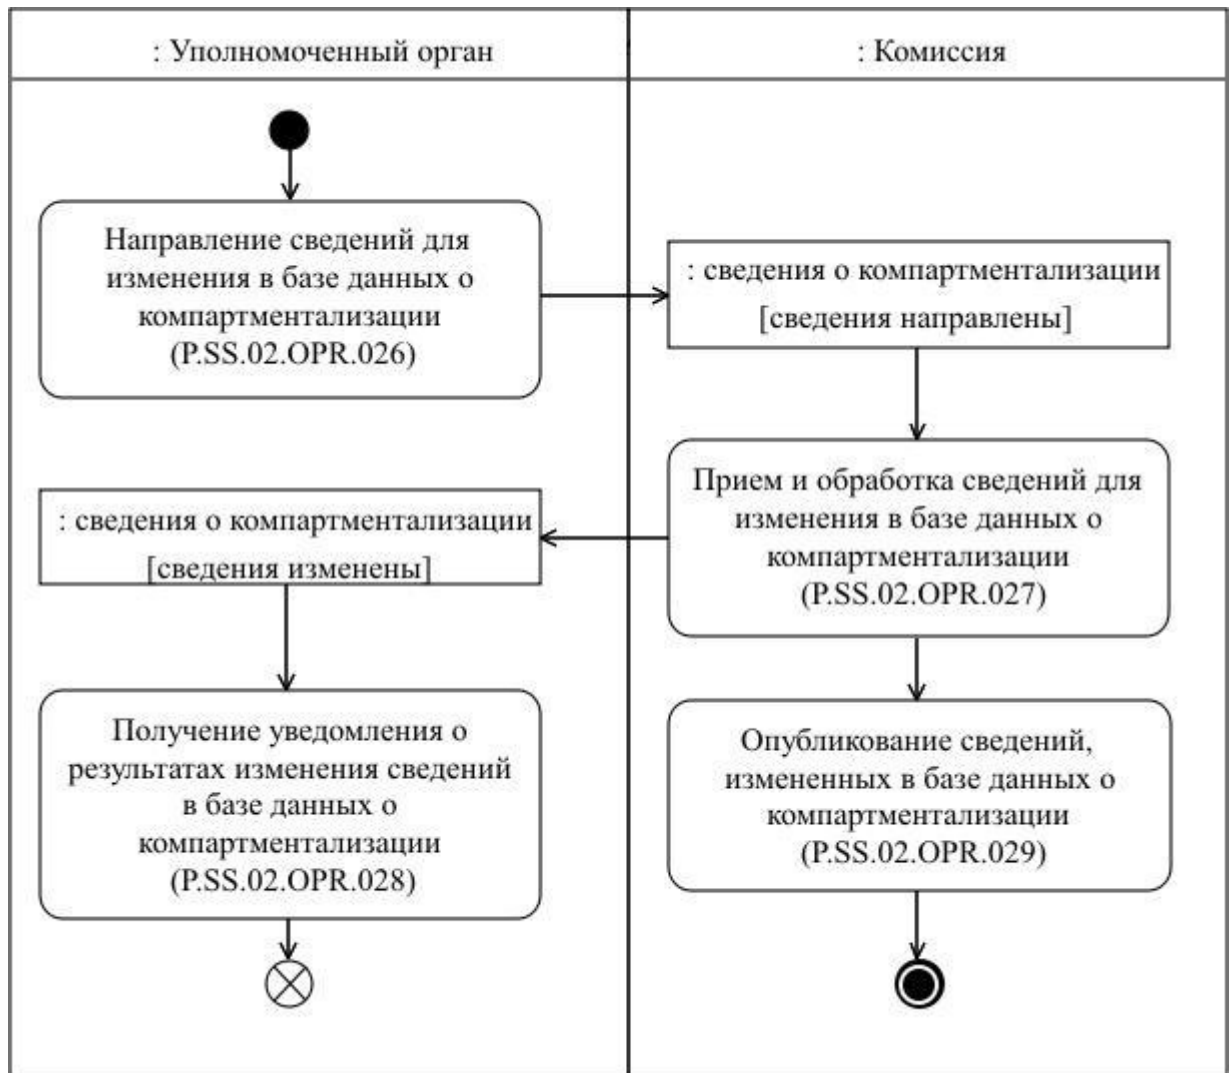 : Уполномоченный орган
: Комиссия
Направление сведений для
изменения в базе данных о
компартментализации
(P.SS.02.OPR.026)
: сведения о компартментализации
[сведения направлены]
Прием и обработка сведений для
изменения в базе данных о
компартментализации
(P.SS.02.OPR.027)
: сведения о компартментализации
[сведения изменены]
Получение уведомления о
результатах изменения сведений
в базе данных о
компартментализации
(P.SS.02.OPR.028)
Опубликование сведений,
измененных в базе данных о
компартментализации
(P.SS.02.OPR.029)